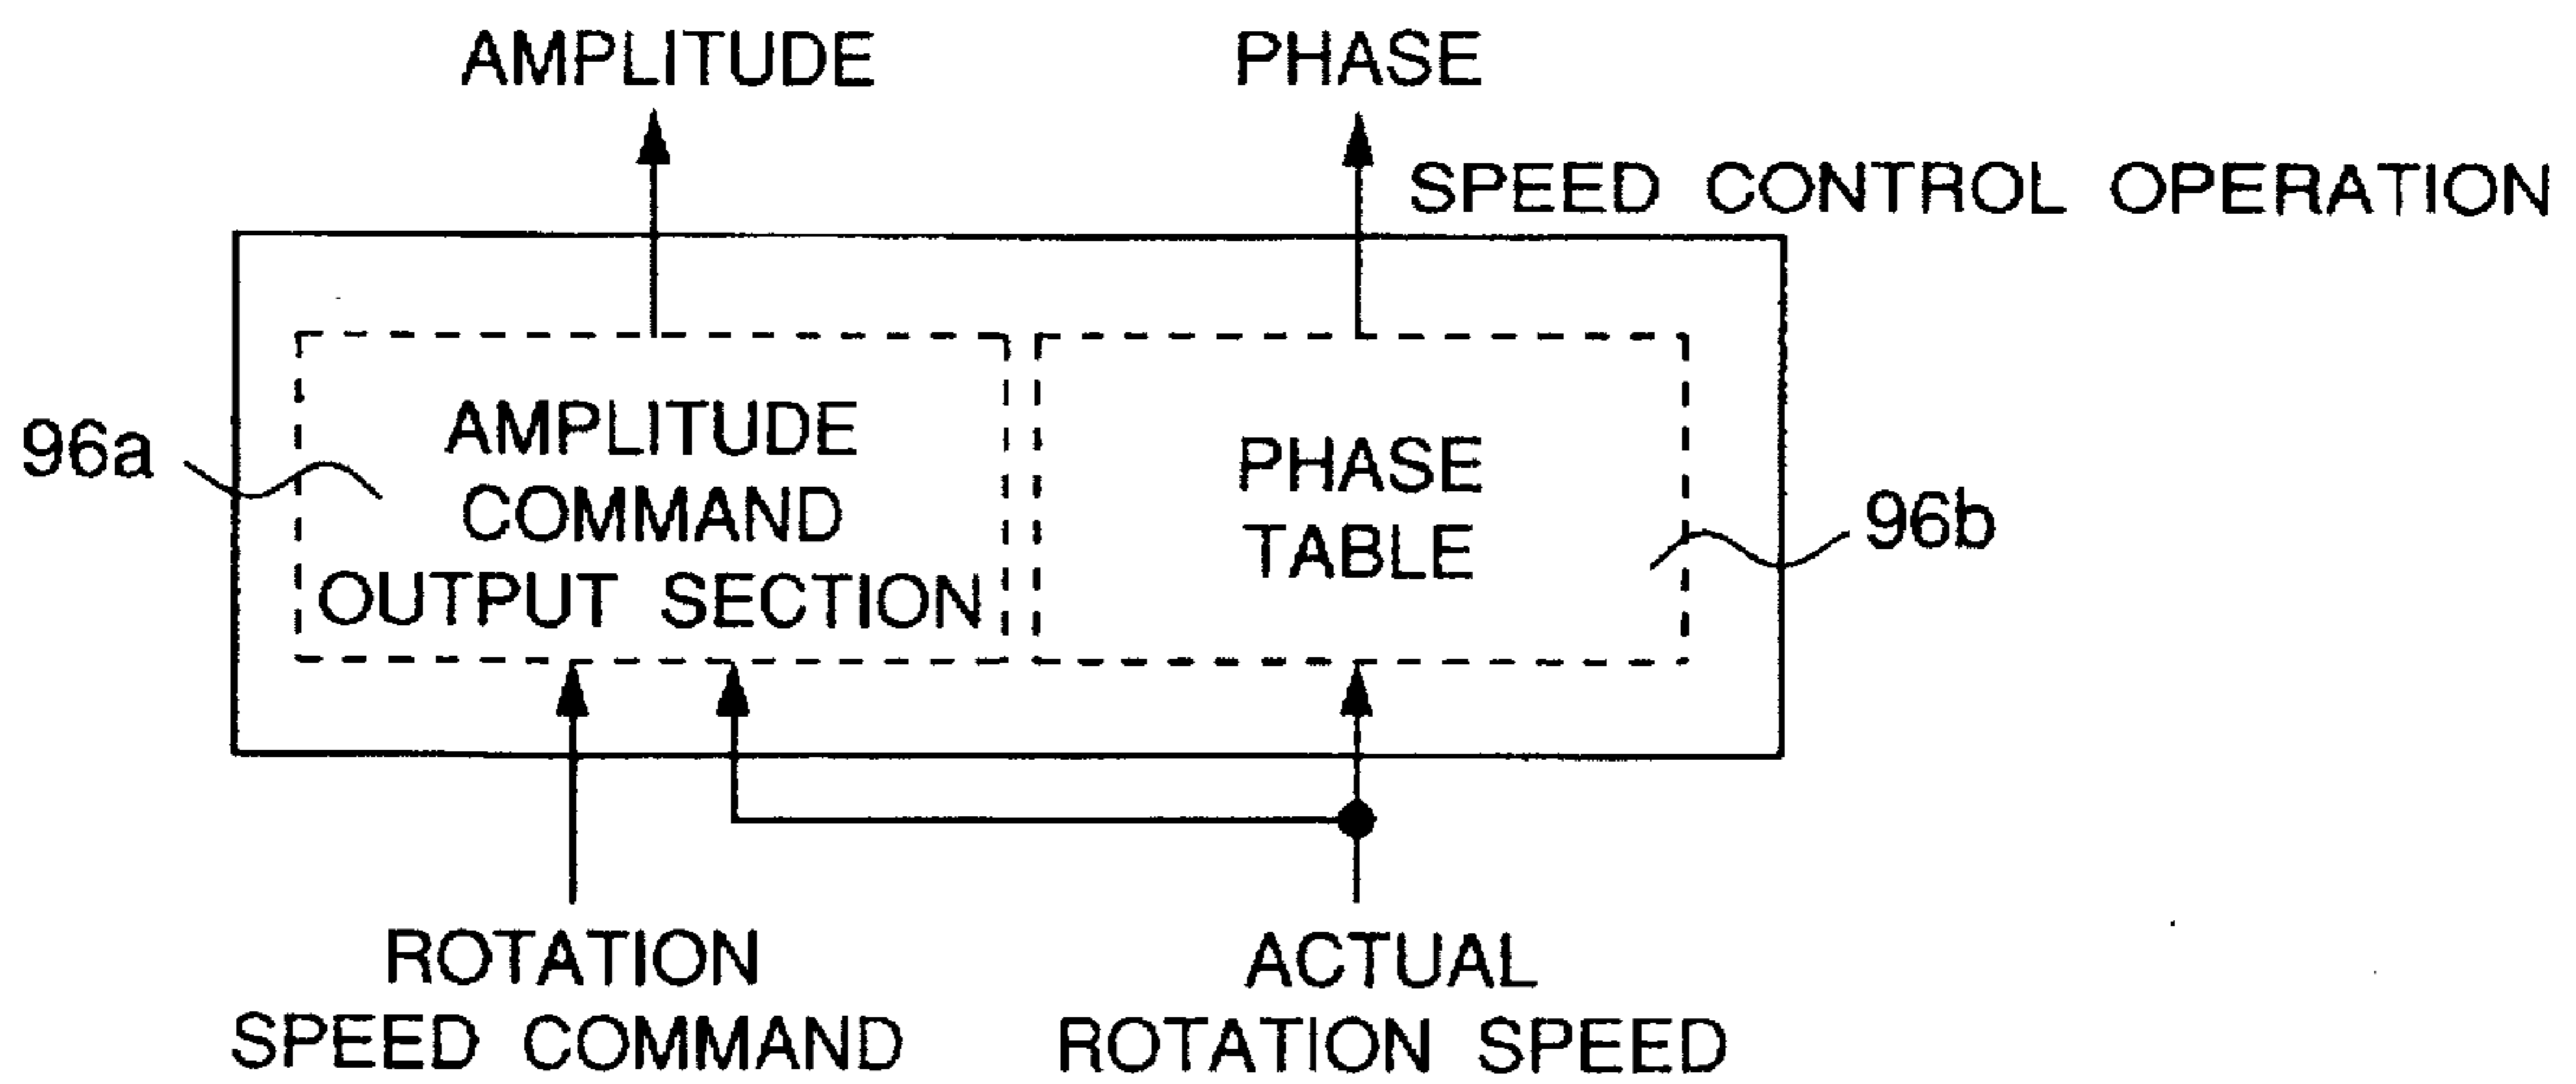 AMPLITUDE
PHASE
SPEED CONTROL OPERATION
96a
AMPLITUDE
COMMAND
OUTPUT SECTION
PHASE
TABLE
96b
ROTATION
SPEED COMMAND
ACTUAL
ROTATION SPEED